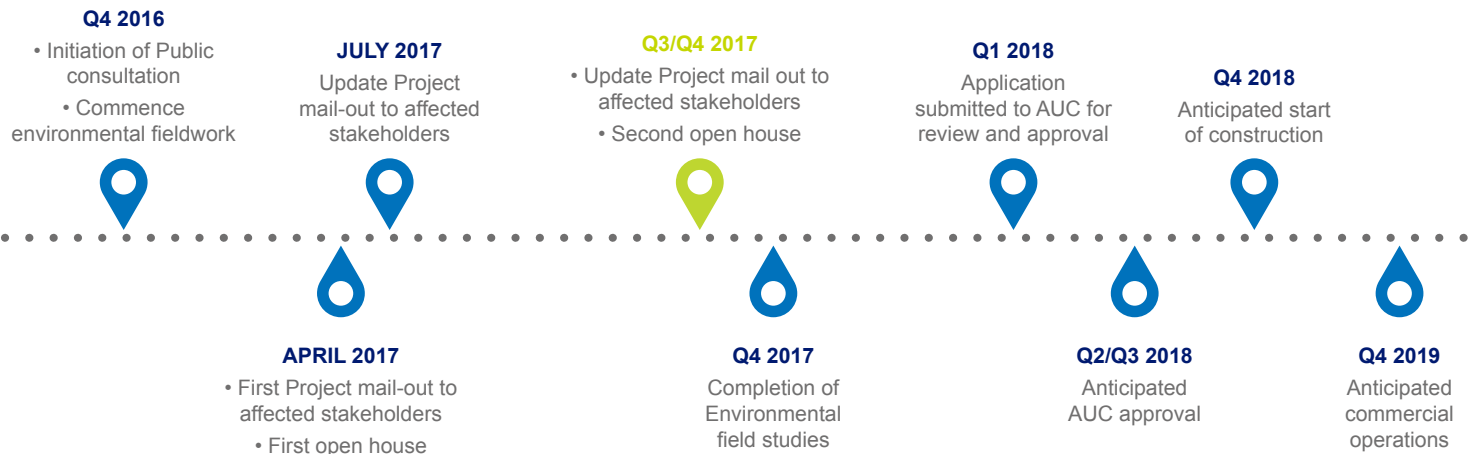 Q4 2016
• Initiation of Public
consultation
• Commence
environmental fieldwork
APRIL 2017
• First Project mail-out to
affected stakeholders
• First open house
JULY 2017
Update Project
mail-out to affected
stakeholders
Q3/Q4 2017
• Update Project mail out to
affected stakeholders
• Second open house
Q4 2017
Completion of
Environmental
field studies
Q1 2018
Application
submitted to AUC for
review and approval
Q2/Q3 2018
Anticipated
AUC approval
Q4 2018
Anticipated start
of construction
Q4 2019
Anticipated
commercial
operations